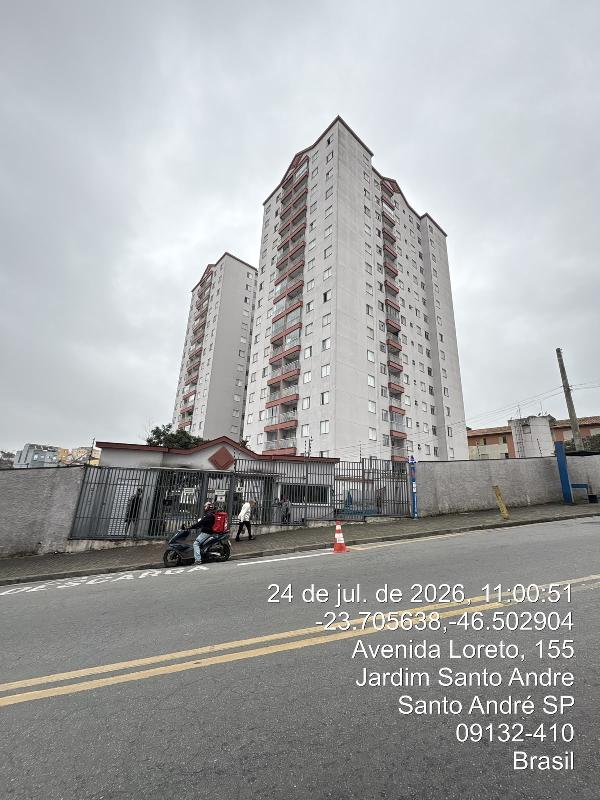 DESCARGA
24 de jul. de 2026, 11:00:51
-23.705638,-46.502904
Avenida Loreto, 155
Jardim Santo Andre
Santo André SP
09132-410
Brasil